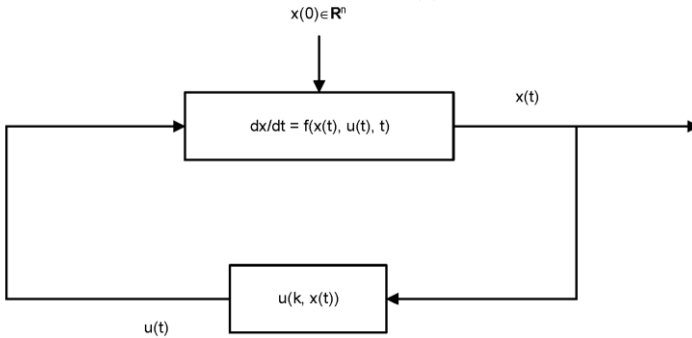 x(0)∈Rⁿ
x(t)
dx/dt = f(x(t), u(t), t)
u(k, x(t))
u(t)